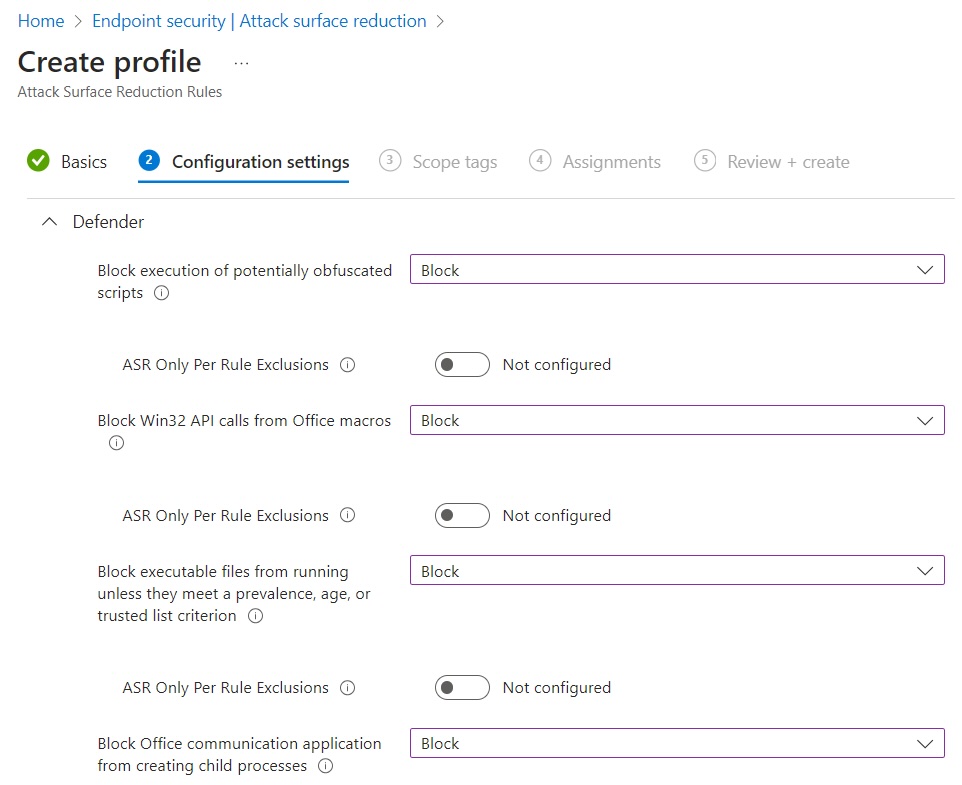 Home > Endpoint security | Attack surface reduction >
Create profile ...
Attack Surface Reduction Rules
Basics 2 Configuration settings 3 Scope tags 4 Assignments 5 Review + create
Defender
Block execution of potentially obfuscated Block
scripts
ASR Only Per Rule Exclusions Not configured
Block Win32 API calls from Office macros Block
ASR Only Per Rule Exclusions Not configured
Block executable files from running Block
unless they meet a prevalence, age, or
trusted list criterion
ASR Only Per Rule Exclusions Not configured
Block Office communication application Block
from creating child processes